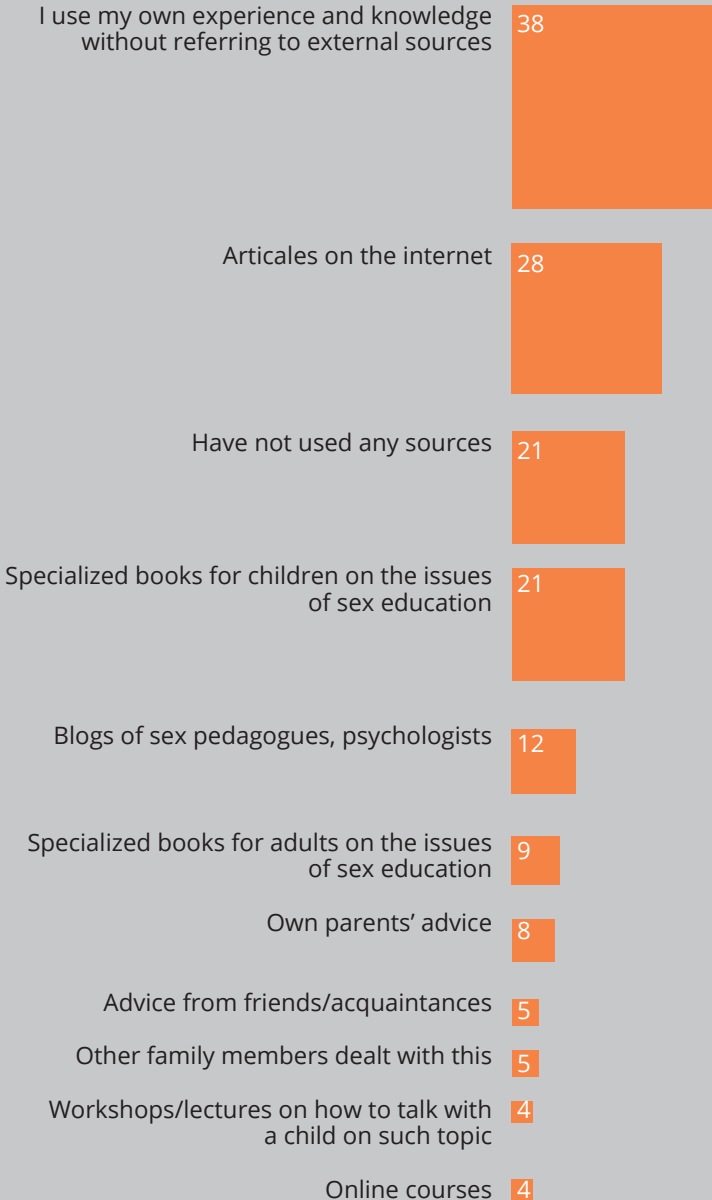 I use my own experience and knowledge
without referring to external sources
38
Articales on the internet
28
Have not used any sources
21
Specialized books for children on the issues
of sex education
21
Blogs of sex pedagogues, psychologists
12
Specialized books for adults on the issues
of sex education
9
Own parents’ advice
8
Advice from friends/acquaintances
5
Other family members dealt with this
5
Workshops/lectures on how to talk with
a child on such topic
4
Online courses
4